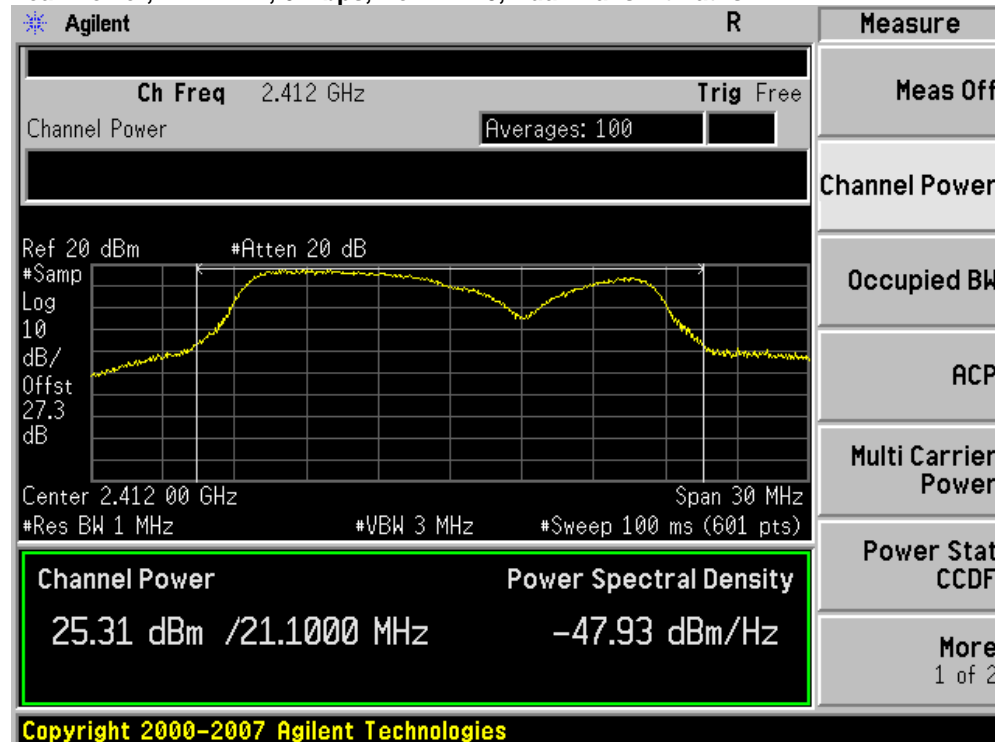 Agilent R Measure
Ch Freq 2.412 GHz Trig Free
Meas Off
Channel Power Averages: 100
Channel Power
Ref 20 dBm #Atten 20 dB
#Samp
Log
10
dB/
Offst
27.3
dB
Occupied BW
ACP
Multi Carrier
Power
Center 2.412 00 GHz Span 30 MHz
#Res BW 1 MHz #VBW 3 MHz #Sweep 100 ms (601 pts)
Power Stat
CCDF
Channel Power Power Spectral Density
25.31 dBm /21.1000 MHz -47.93 dBm/Hz
More
1 of 2
Copyright 2000-2007 Agilent Technologies